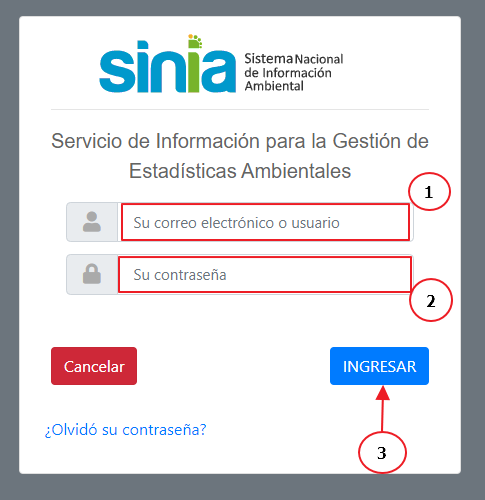 sinia
Sistema Nacional
de Información
Ambiental
Servicio de Información para la Gestión de
Estadísticas Ambientales
1
Su correo electrónico o usuario
Su contraseña
2
Cancelar
INGRESAR
¿Olvidó su contraseña?
3